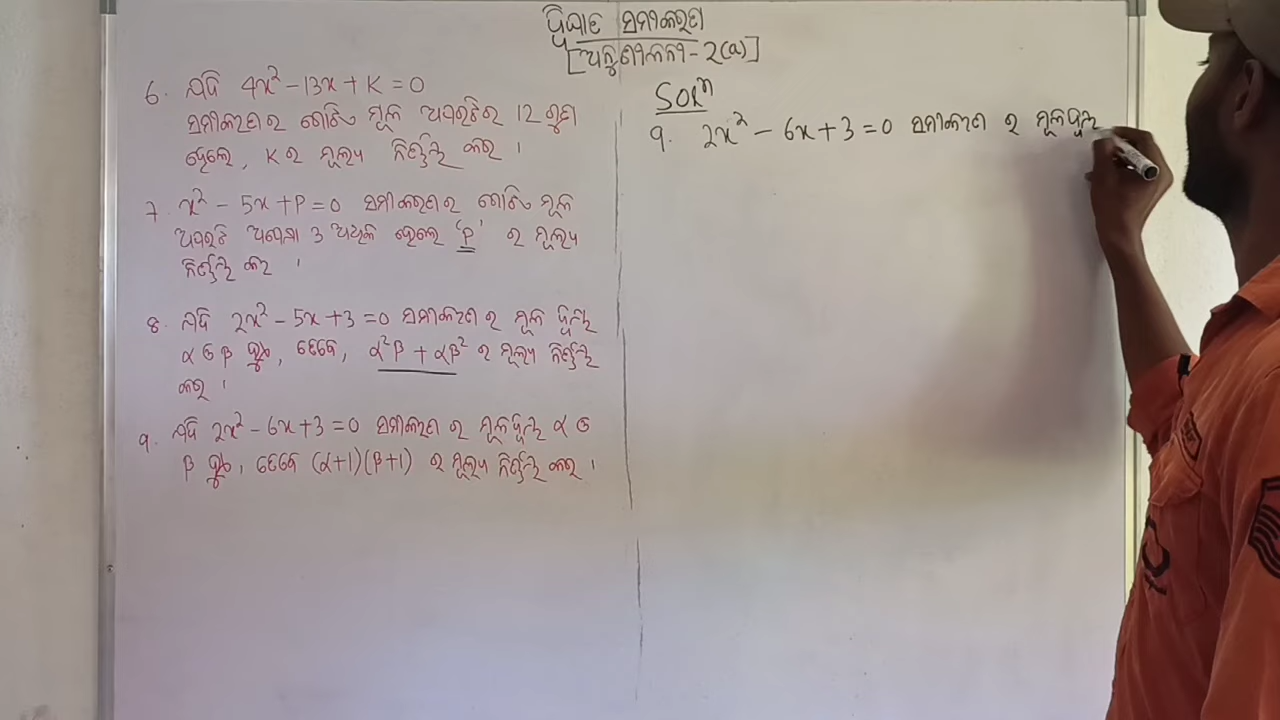 ଦ୍ୱିଘାତ ସମୀକରଣ
[ଅନୁଶୀଳନୀ - 2(a)]
6. ଯଦି 4x² - 13x + K = 0
ସମୀକରଣର ଗୋଟିଏ ମୂଳ ଅପରଟିର 12 ଗୁଣ
ହେଲେ, K ର ମୂଲ୍ୟ ନିର୍ଣ୍ଣୟ କର ।
7. x² - 5x + P = 0 ସମୀକରଣର ଗୋଟିଏ ମୂଳ
ଅପରଟି ଅପେକ୍ଷା 3 ଅଧିକ ହେଲେ 'P' ର ମୂଲ୍ୟ
ନିର୍ଣ୍ଣୟ କର ।
8. ଯଦି 2x² - 5x + 3 = 0 ସମୀକରଣ ର ମୂଳ ଦ୍ୱୟ
α ଓ β ହୁଏ, ତେବେ, α²β + αβ² ର ମୂଲ୍ୟ ନିର୍ଣ୍ଣୟ
କର ।
9. ଯଦି 2x² - 6x + 3 = 0 ସମୀକରଣ ର ମୂଳଦ୍ୱୟ α ଓ
β ହୁଏ, ତେବେ (α+1)(β+1) ର ମୂଲ୍ୟ ନିର୍ଣ୍ଣୟ କର ।
SOLⁿ
9. 2x² - 6x + 3 = 0 ସମୀକରଣ ର ମୂଳଦ୍ୱୟ